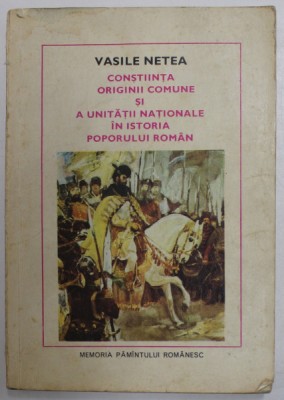 VASILE NETEA
CONȘTIINȚA
ORIGINII COMUNE
ȘI
A UNITĂȚII NAȚIONALE
ÎN ISTORIA
POPORULUI ROMÂN
MEMORIA PĂMÎNTULUI ROMÂNESC